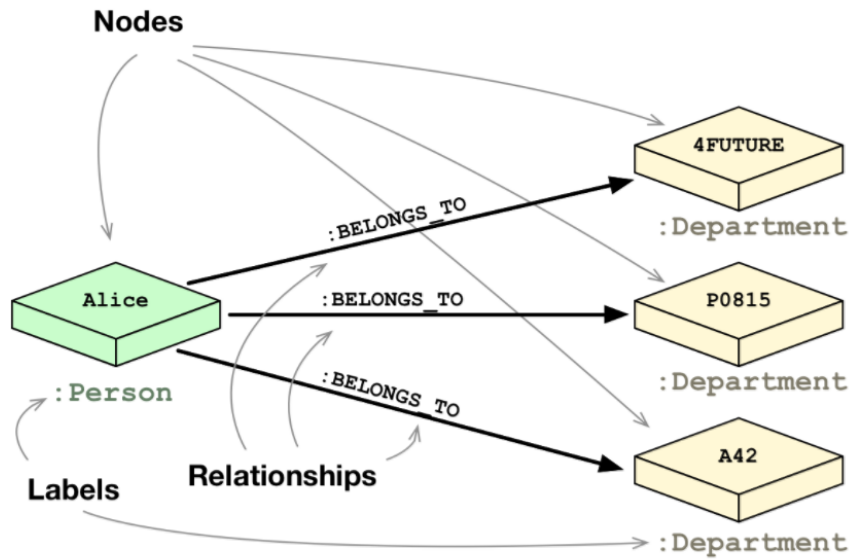 Nodes
4FUTURE
:BELONGS_TO
:Department
Alice
:BELONGS_TO
P0815
:Person
:BELONGS_TO
:Department
A42
Labels
Relationships
:Department